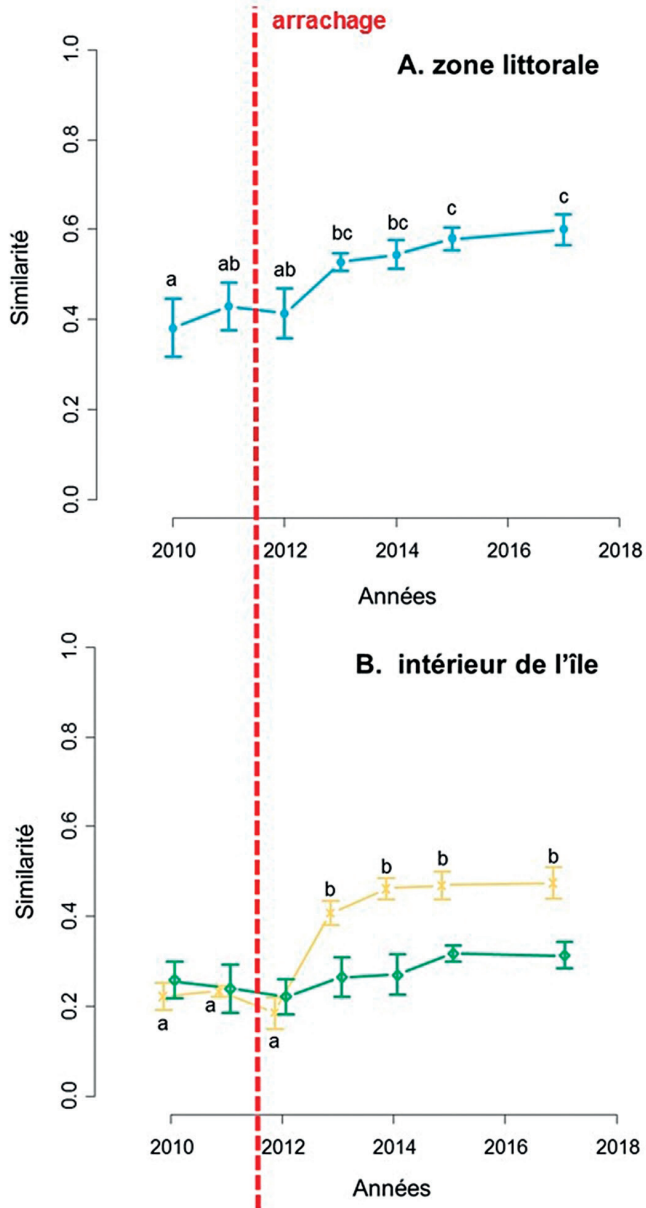 arrachage
A. zone littorale
1.0
0.8
0.6
0.4
0.2
0.0
Similarité
a
ab
ab
bc
bc
c
c
2010
2012
2014
2016
2018
Années
B. intérieur de l'île
1.0
0.8
0.6
0.4
0.2
0.0
Similarité
b
b
b
b
a
a
a
2010
2012
2014
2016
2018
Années